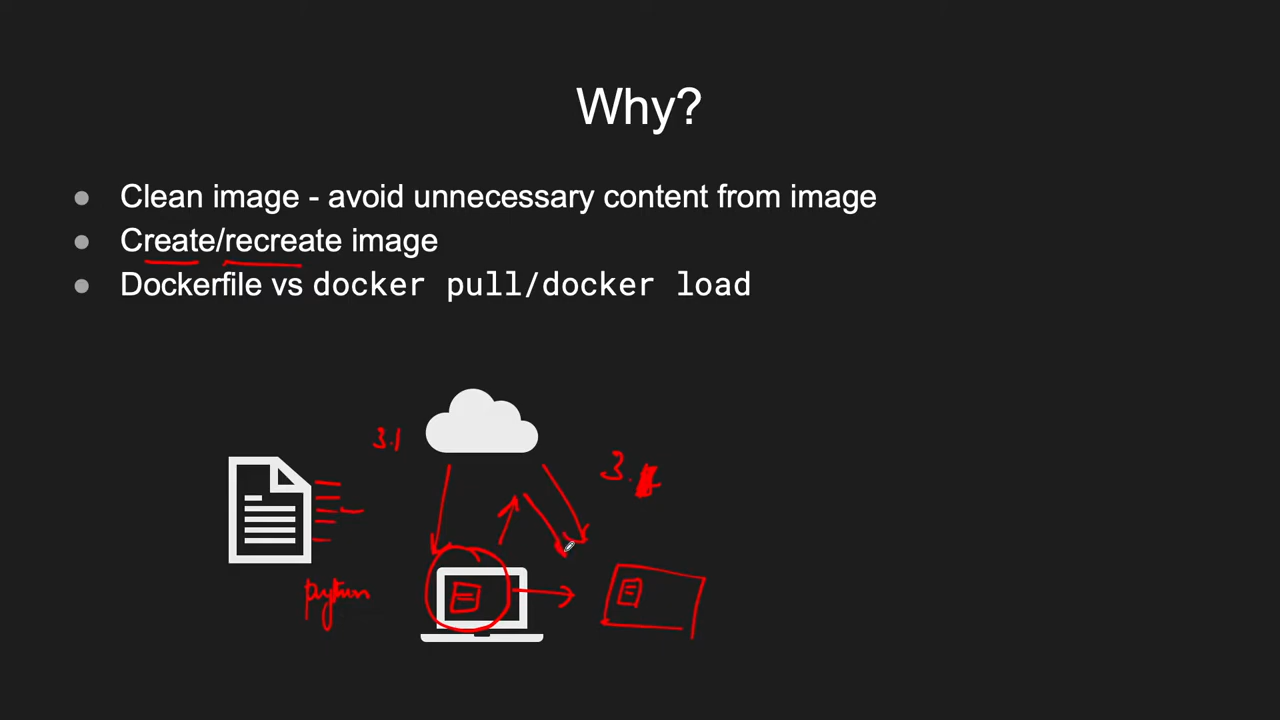 Why?
Clean image - avoid unnecessary content from image
Create/recreate image
Dockerfile vs docker pull/docker load
3.1
3.
python